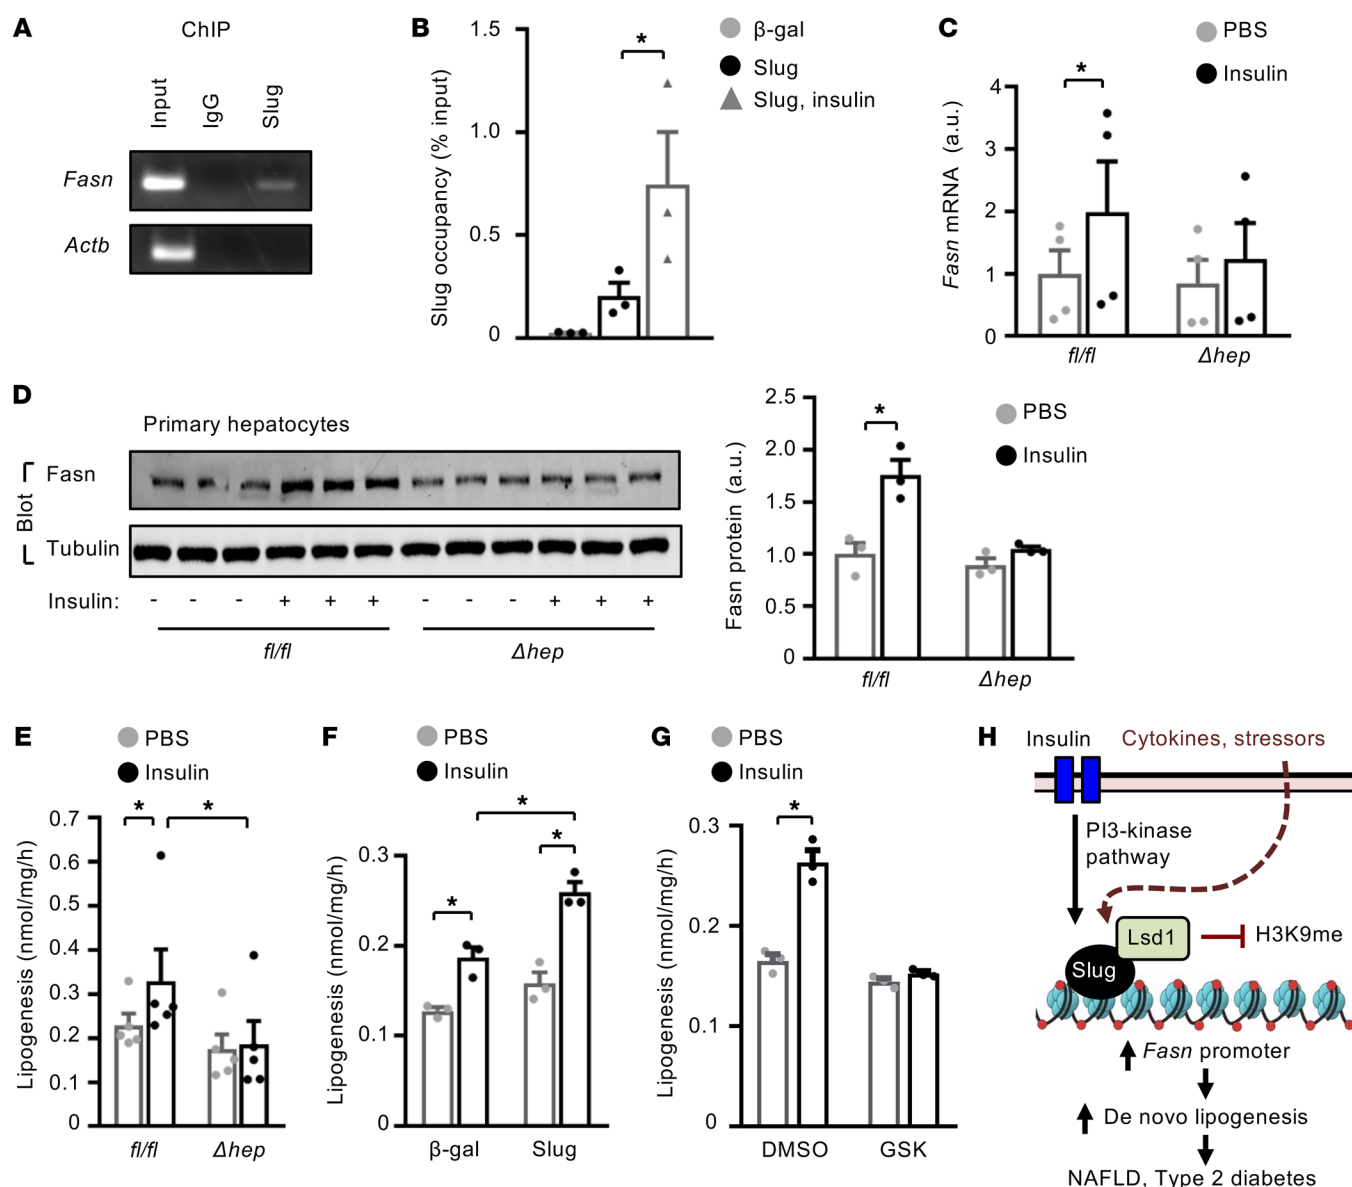 A
ChIP
Input
IgG
Slug
Fasn
Actb
B
Slug occupancy (% input)
1.5
1.0
0.5
0
*
β-gal
Slug
Slug, insulin
C
PBS
Insulin
Fasn mRNA (a.u.)
4
3
2
1
0
*
fl/fl
Δhep
D
Primary hepatocytes
Blot
Fasn
Tubulin
Insulin: - - - + + + - - - + + +
fl/fl
Δhep
Fasn protein (a.u.)
2.5
2.0
1.5
1.0
0.5
0
*
PBS
Insulin
fl/fl
Δhep
E
PBS
Insulin
Lipogenesis (nmol/mg/h)
0.7
0.6
0.5
0.4
0.3
0.2
0.1
0
* *
fl/fl
Δhep
F
PBS
Insulin
Lipogenesis (nmol/mg/h)
0.3
0.2
0.1
0
*
*
*
β-gal
Slug
G
PBS
Insulin
Lipogenesis (nmol/mg/h)
0.3
0.2
0.1
0
*
DMSO
GSK
H
Insulin
Cytokines, stressors
PI3-kinase
pathway
Lsd1
H3K9me
Slug
Fasn promoter
De novo lipogenesis
NAFLD, Type 2 diabetes